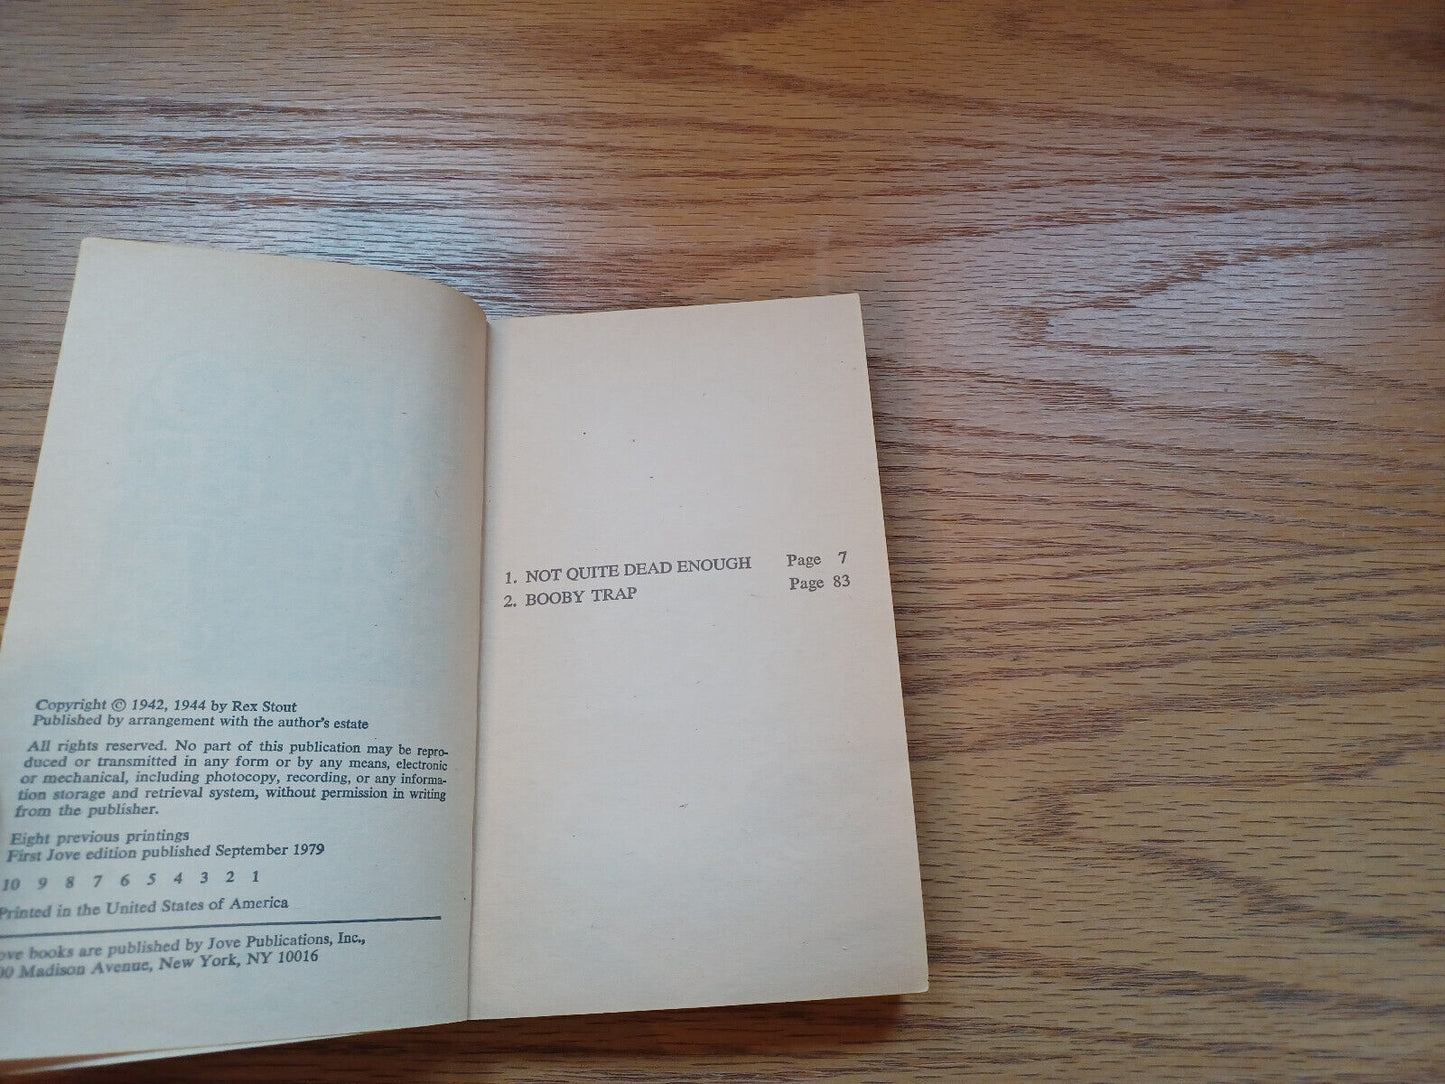 Copyright © 1942, 1944 by Rex Stout
Published by arrangement with the author's estate
All rights reserved. No part of this publication may be repro-
duced or transmitted in any form or by any means, electronic
or mechanical, including photocopy, recording, or any informa-
tion storage and retrieval system, without permission in writing
from the publisher.
Eight previous printings
First Jove edition published September 1979
10 9 8 7 6 5 4 3 2 1
Printed in the United States of America
ove books are published by Jove Publications, Inc.,
00 Madison Avenue, New York, NY 10016
1. NOT QUITE DEAD ENOUGH Page 7
2. BOOBY TRAP Page 83